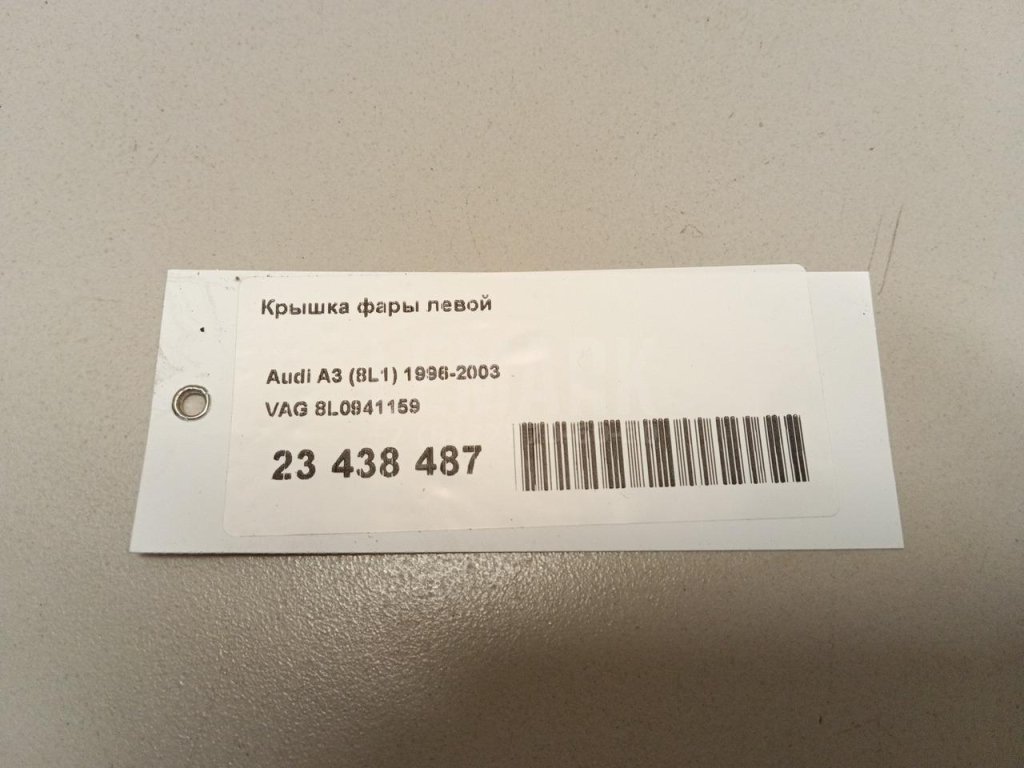 Крышка фары левой
Audi A3 (8L1) 1996-2003
VAG 8L0941159
23 438 487